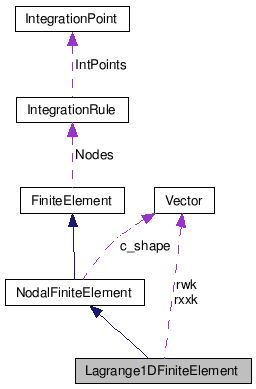 IntegrationPoint
IntPoints
IntegrationRule
Nodes
FiniteElement
Vector
c_shape
rwk
rxxk
NodalFiniteElement
Lagrange1DFiniteElement